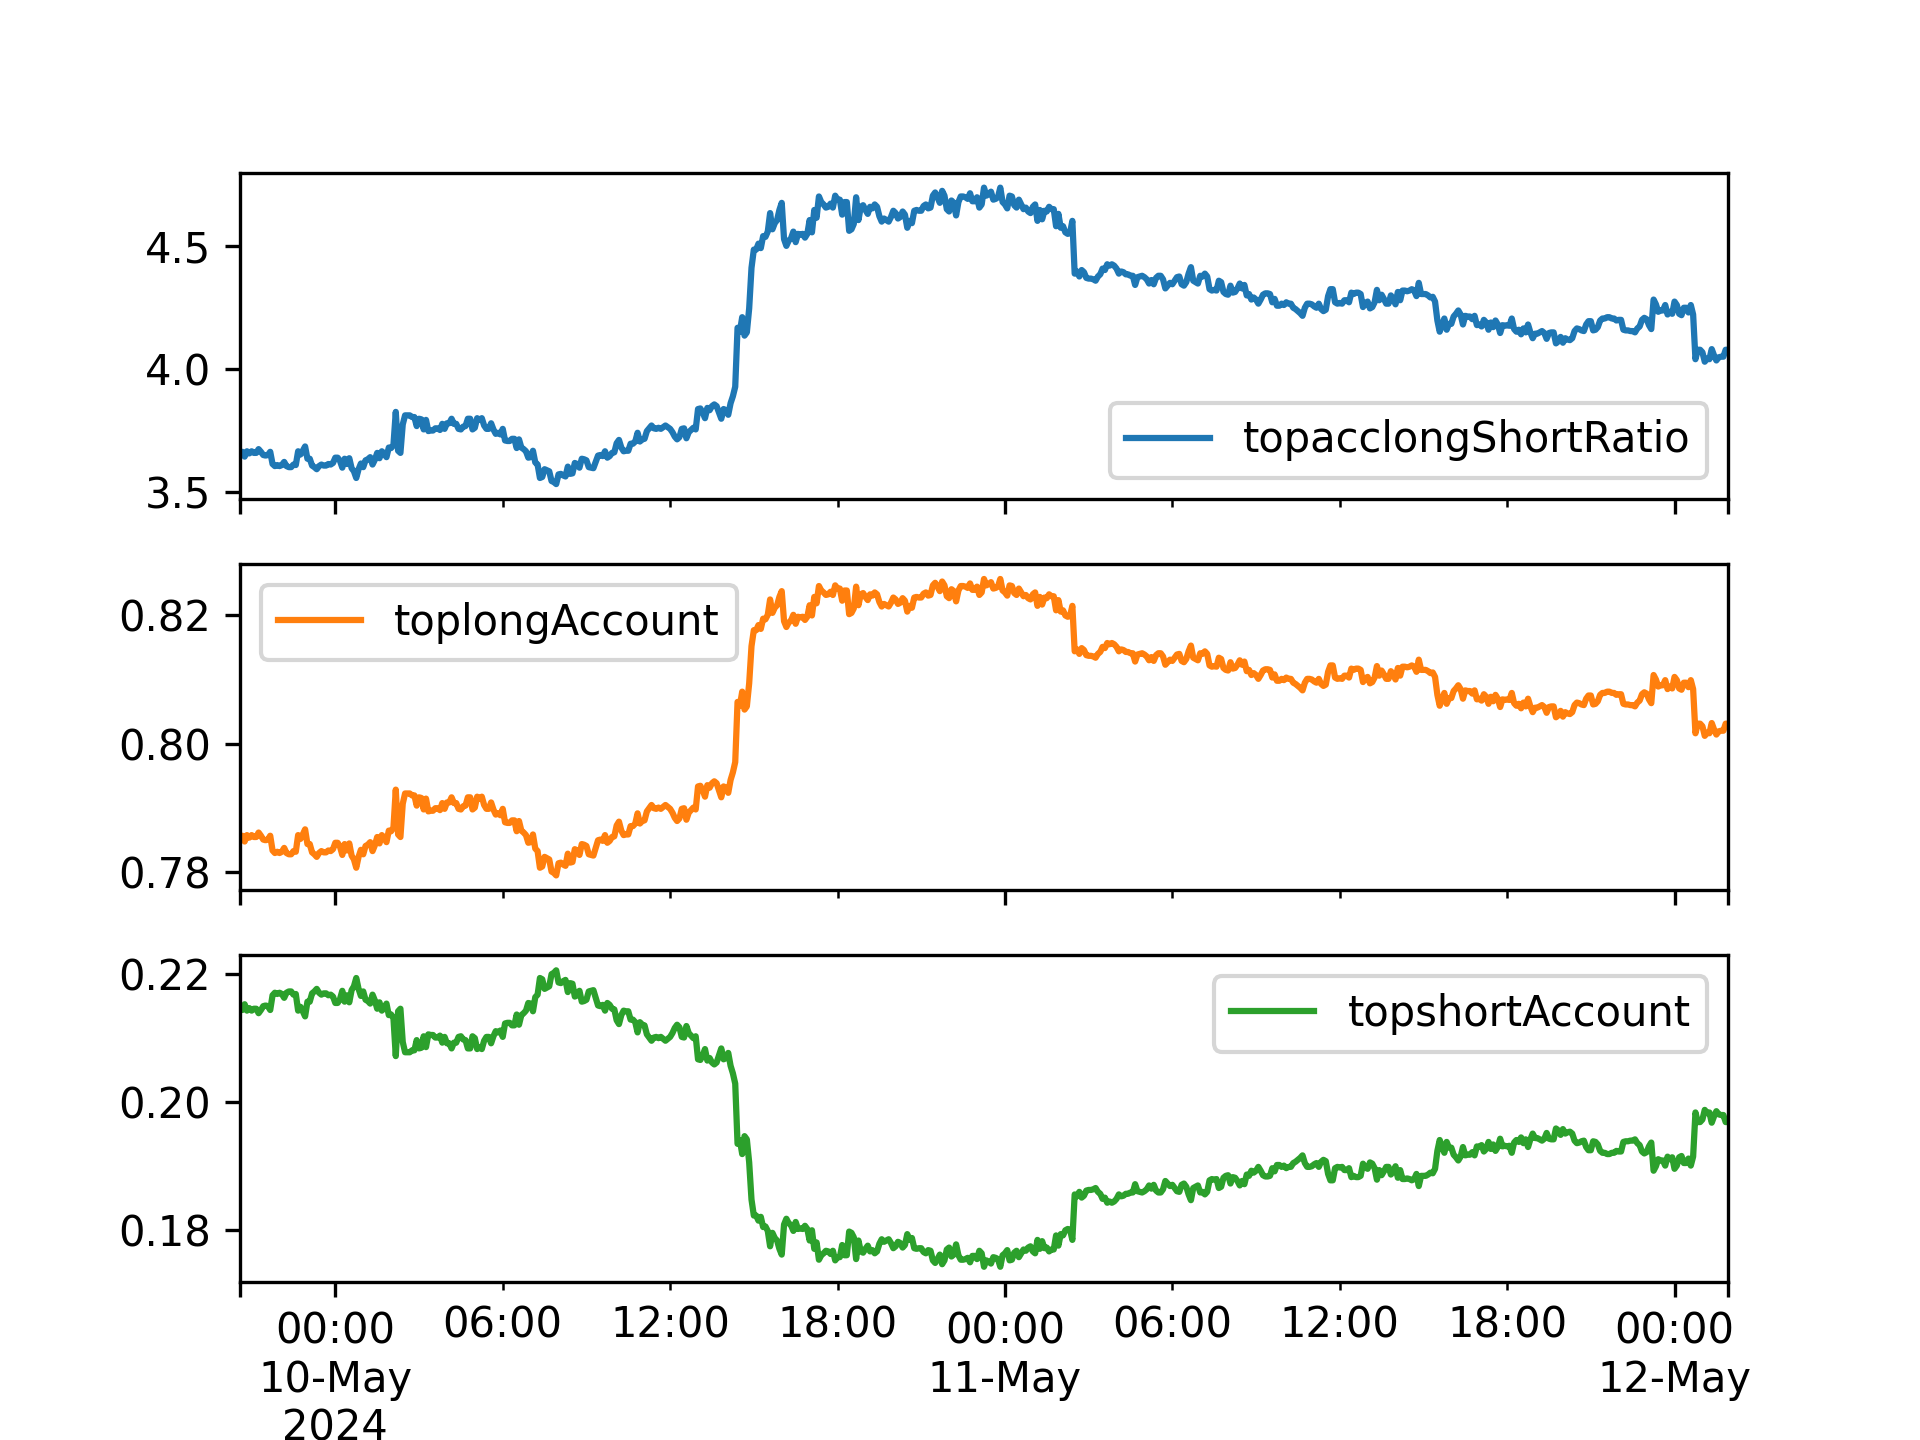 4.5
4.0
3.5
topacclongShortRatio
0.82
0.80
0.78
toplongAccount
0.22
0.20
0.18
topshortAccount
00:00 06:00 12:00 18:00 00:00 06:00 12:00 18:00 00:00
10-May 11-May 12-May
2024